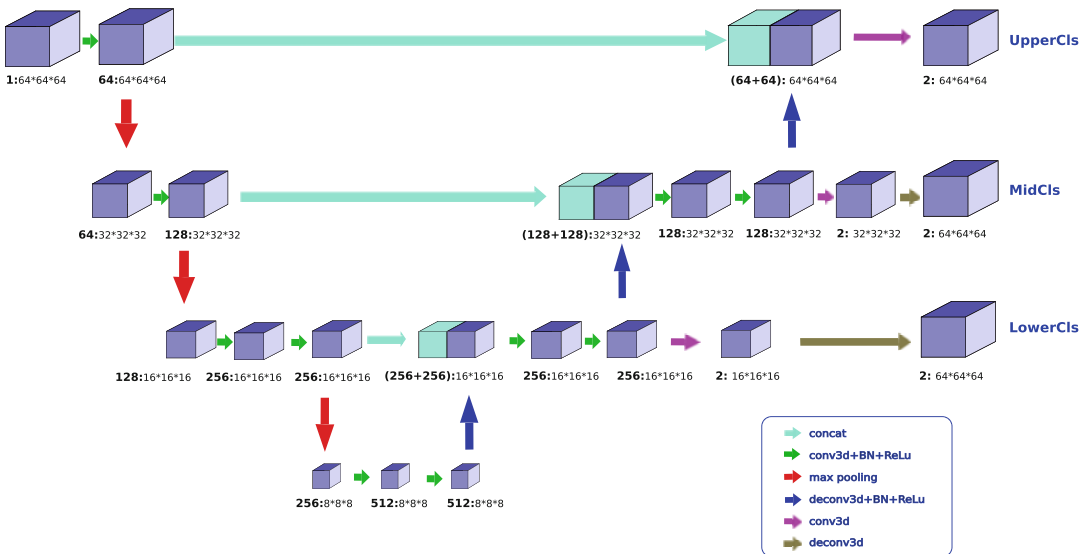 UpperCls
1:64*64*64 64:64*64*64 (64+64): 64*64*64 2: 64*64*64
MidCls
64:32*32*32 128:32*32*32 (128+128):32*32*32 128:32*32*32 128:32*32*32 2: 32*32*32 2: 64*64*64
LowerCls
128:16*16*16 256:16*16*16 256:16*16*16 (256+256):16*16*16 256:16*16*16 256:16*16*16 2: 16*16*16 2: 64*64*64
256:8*8*8 512:8*8*8 512:8*8*8
concat
conv3d+BN+ReLu
max pooling
deconv3d+BN+ReLu
conv3d
deconv3d